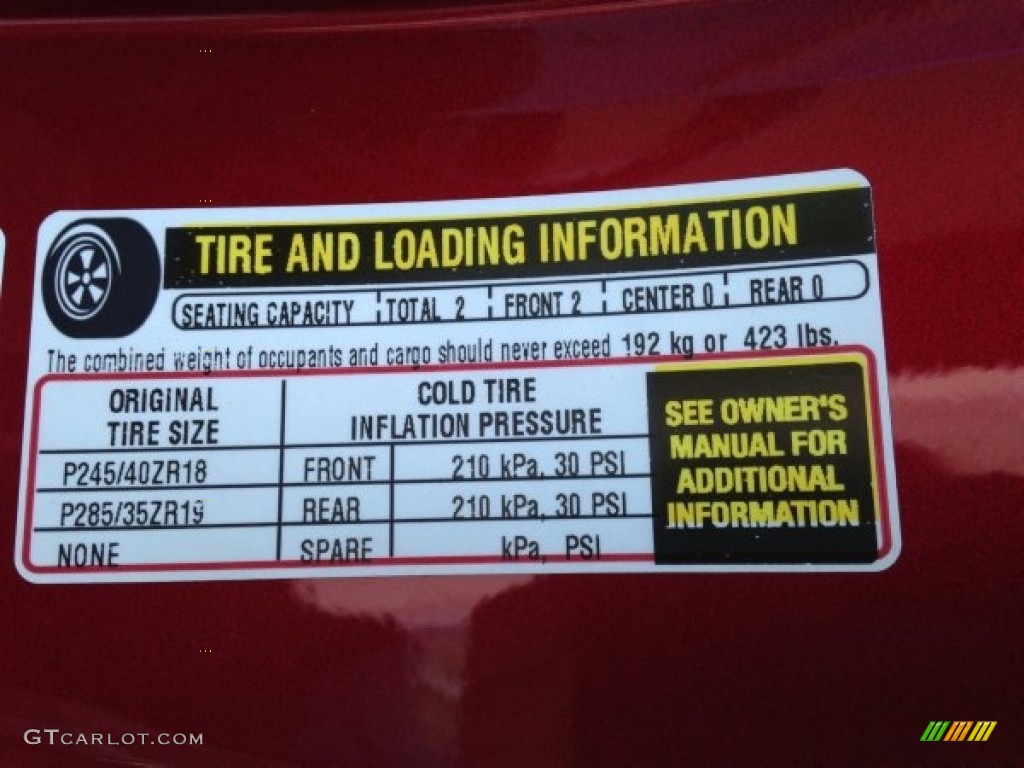 TIRE AND LOADING INFORMATION
SEATING CAPACITY TOTAL 2 FRONT 2 CENTER 0 REAR 0
The combined weight of occupants and cargo should never exceed 192 kg or 423 lbs.
ORIGINAL TIRE SIZE
COLD TIRE INFLATION PRESSURE
SEE OWNER'S
MANUAL FOR
ADDITIONAL
INFORMATION
P245/40ZR18 FRONT 210 kPa, 30 PSI
P285/35ZR19 REAR 210 kPa, 30 PSI
NONE SPARE kPa, PSI
GTCARLOT.COM